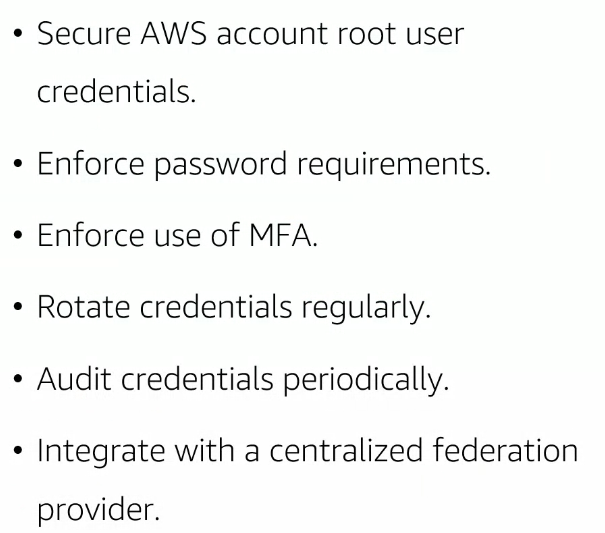 • Secure AWS account root user
credentials.
• Enforce password requirements.
• Enforce use of MFA.
• Rotate credentials regularly.
• Audit credentials periodically.
• Integrate with a centralized federation
provider.